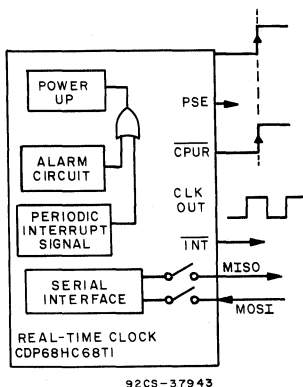 POWER
UP
PSE
CPUR
ALARM
CIRCUIT
CLK
OUT
PERIODIC
INTERRUPT
SIGNAL
INT
MISO
SERIAL
INTERFACE
MOSI
REAL-TIME CLOCK
CDP68HC68T1
92CS-37943